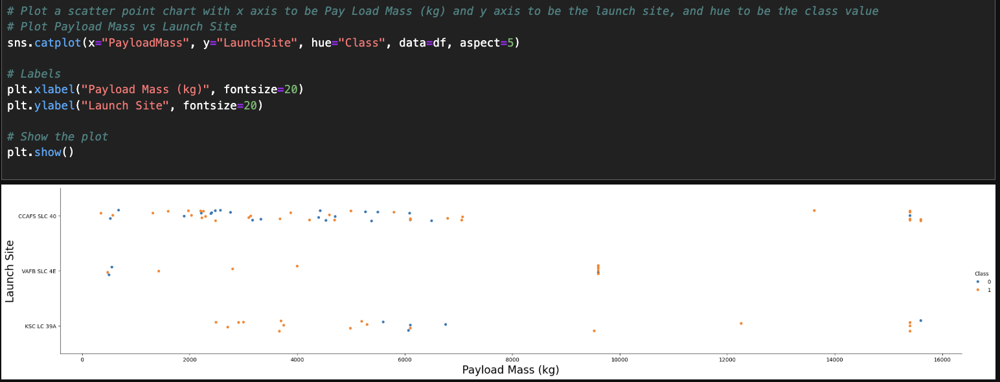 # Plot a scatter point chart with x axis to be Pay Load Mass (kg) and y axis to be the launch site, and hue to be the class value
# Plot Payload Mass vs Launch Site
sns.catplot(x="PayloadMass", y="LaunchSite", hue="Class", data=df, aspect=5)
# Labels
plt.xlabel("Payload Mass (kg)", fontsize=20)
plt.ylabel("Launch Site", fontsize=20)
# Show the plot
plt.show()
Launch Site
CCAFS SLC 40
VAFB SLC 4E
KSC LC 39A
Class
0
1
0 2000 4000 6000 8000 10000 12000 14000 16000
Payload Mass (kg)